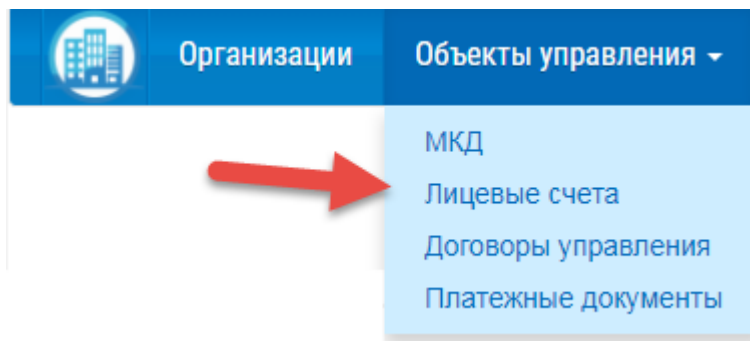 Организации Объекты управления
МКД
Лицевые счета
Договоры управления
Платежные документы